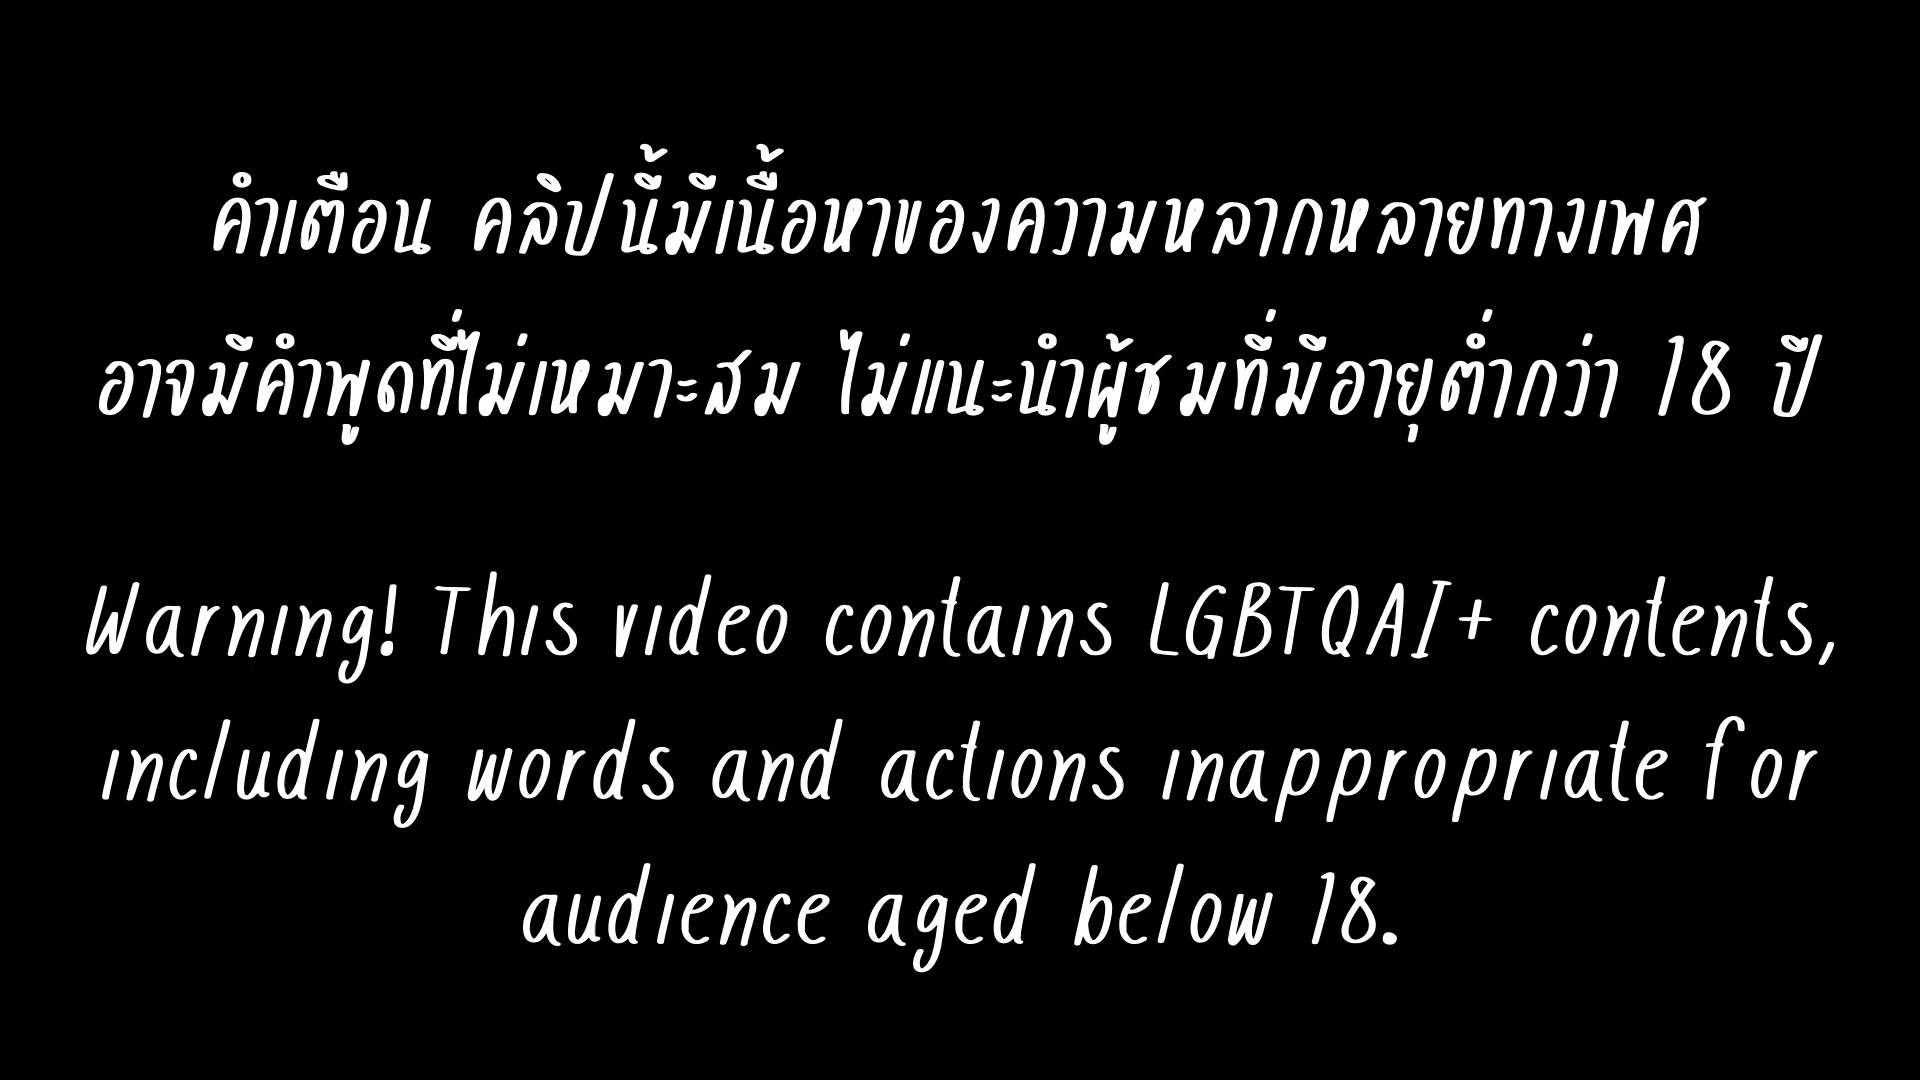 คำเตือน คลิปนี้มีเนื้อหาของความหลากหลายทางเพศ
อาจมีคำพูดที่ไม่เหมาะสม ไม่แนะนำผู้ชมที่มีอายุต่ำกว่า 18 ปี
Warning! This video contains LGBTQAI+ contents,
including words and actions inappropriate for
audience aged below 18.